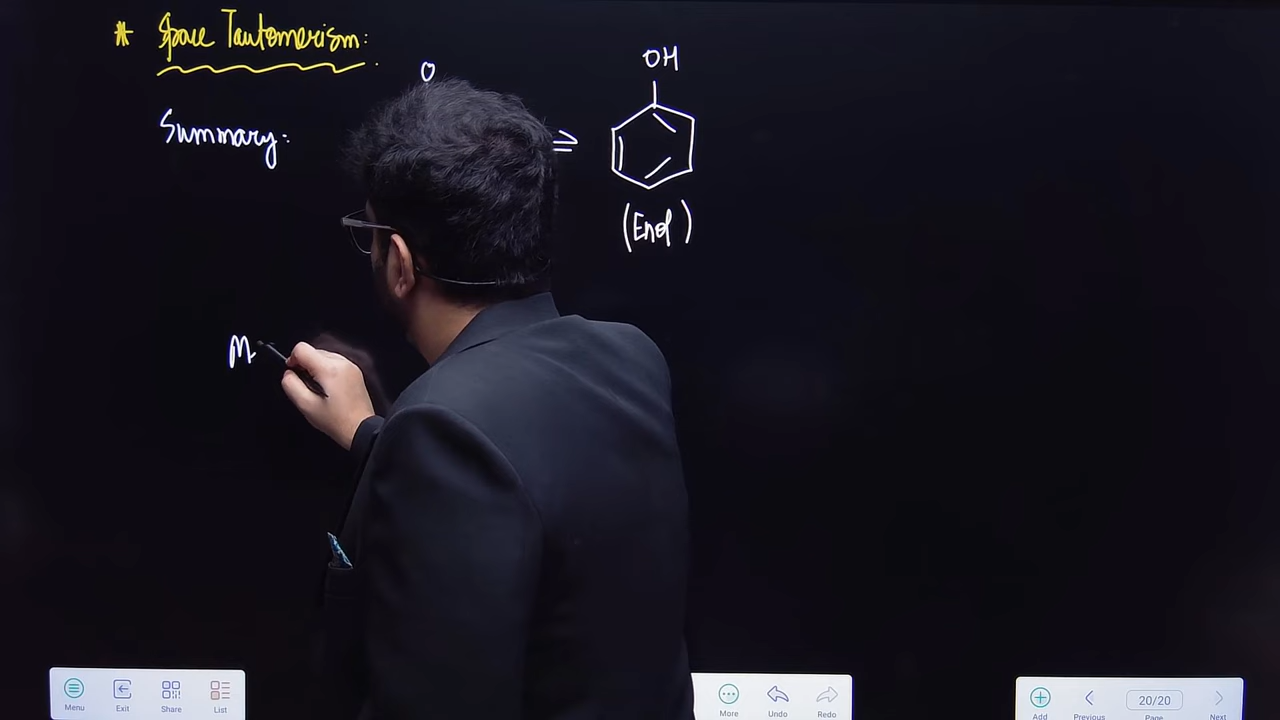 * Space Tautomerism:
Summary:
O
⇌
OH
(Enol)
M
Menu
Exit
Share
List
More
Undo
Redo
Add
Previous
20/20
Page
Next